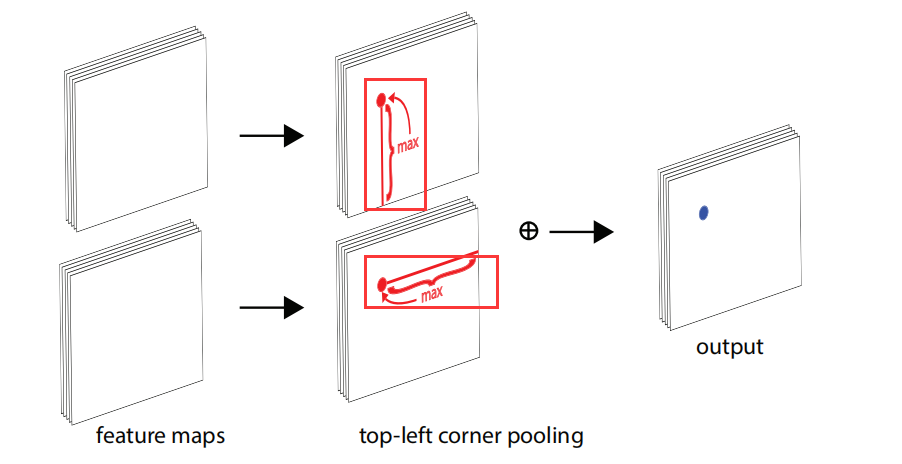 max
max
output
feature maps
top-left corner pooling